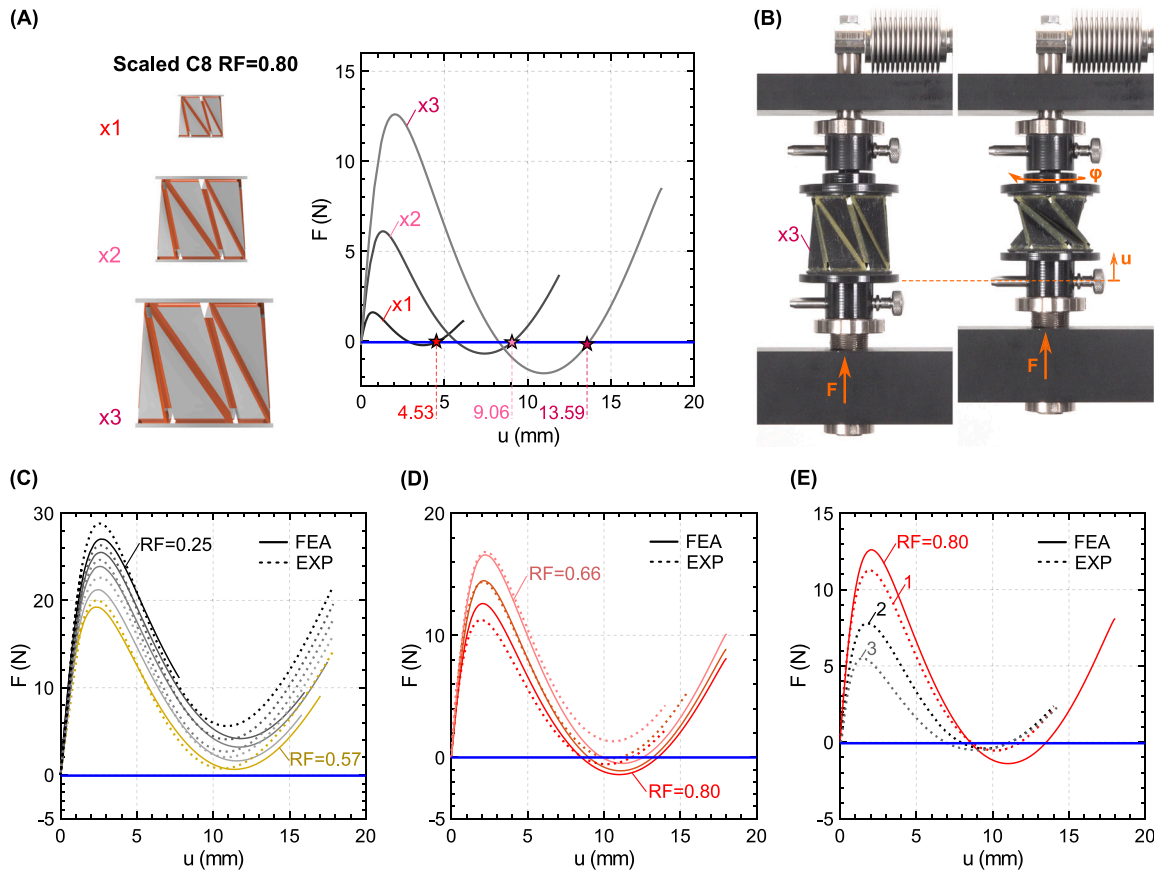 (A)
Scaled C8 RF=0.80
x1
x2
x3
F (N)
15
10
5
0
x3
x2
x1
0 5 10 15 20
4.53 9.06 13.59
u (mm)
(B)
φ
x3
u
F
F
(C)
F (N)
30
20
10
0
-5
RF=0.25
FEA
EXP
RF=0.57
0 5 10 15 20
u (mm)
(D)
F (N)
20
10
0
-5
RF=0.66
FEA
EXP
RF=0.80
0 5 10 15 20
u (mm)
(E)
F (N)
15
10
5
0
-5
RF=0.80
FEA
EXP
1
2
3
0 5 10 15 20
u (mm)